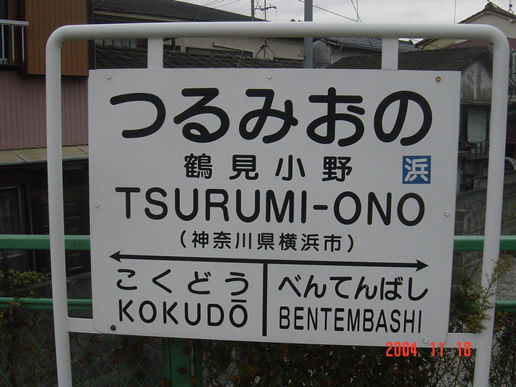 つるみおの
鶴見小野 浜
TSURUMI-ONO
(神奈川県横浜市)
こくどう べんてんばし
KOKUDŌ BENTEMBASHI
2004.11.18